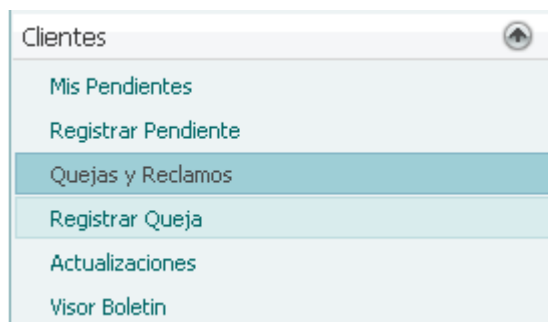 Clientes
Mis Pendientes
Registrar Pendiente
Quejas y Reclamos
Registrar Queja
Actualizaciones
Visor Boletin